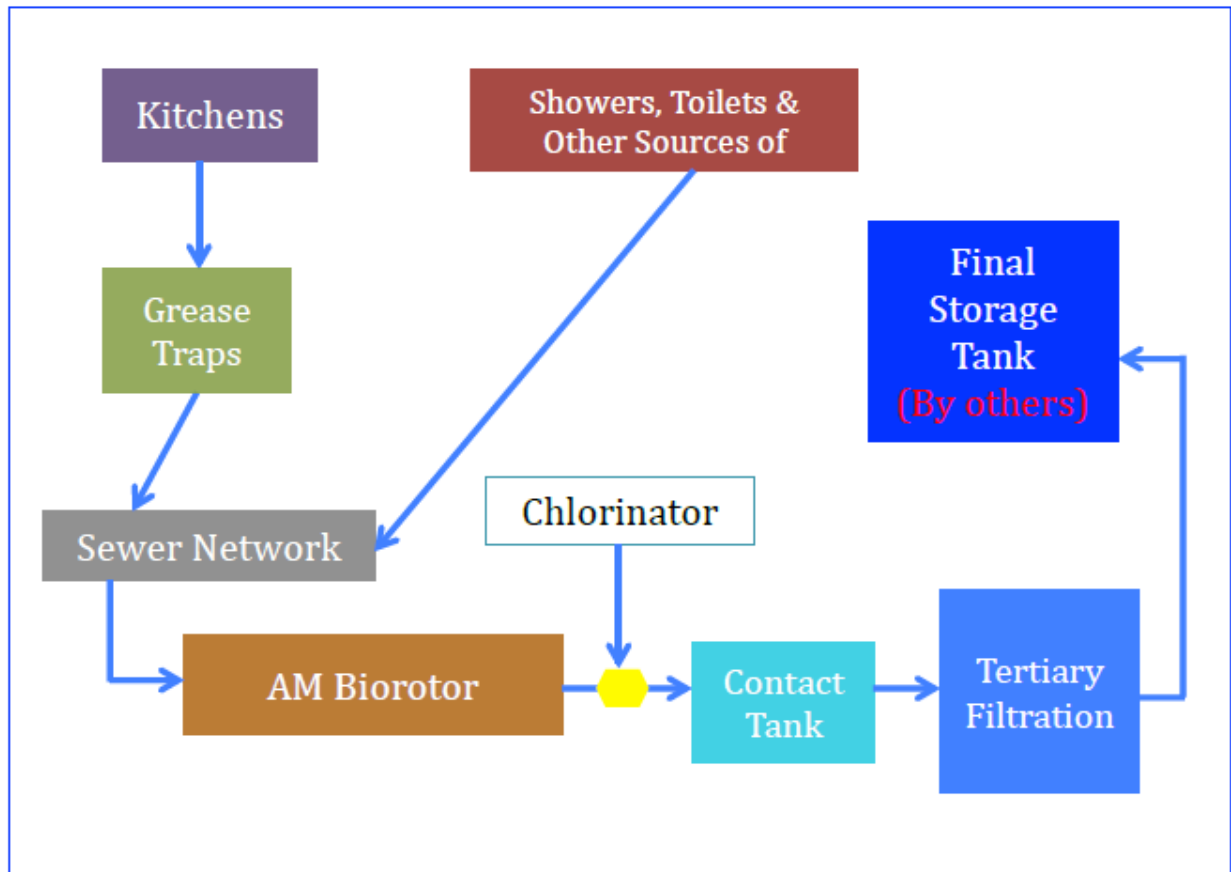 Kitchens
Showers, Toilets &
Other Sources of
Final
Storage
Tank
(By others)
Grease
Traps
Chlorinator
Sewer Network
AM Biorotor
Contact
Tank
Tertiary
Filtration